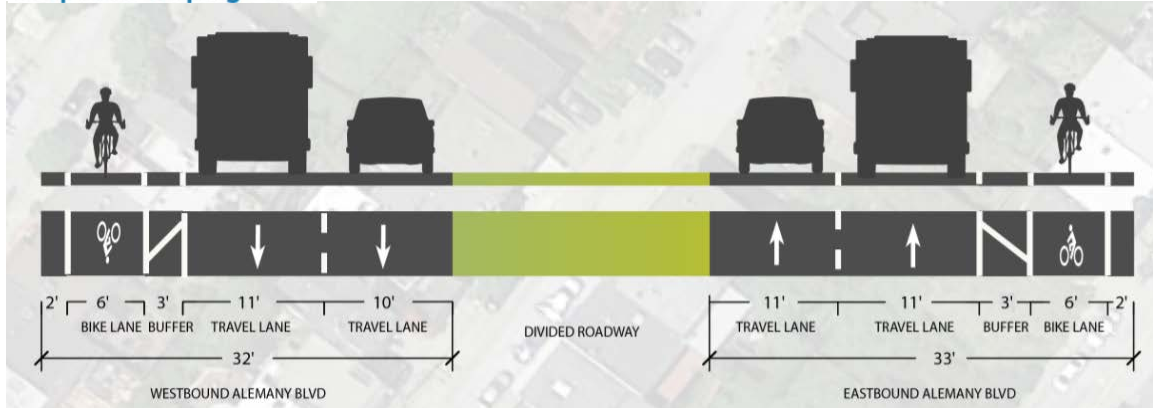 2' 6' 3' 11' 10' 11' 11' 3' 6' 2'
BIKE LANE BUFFER TRAVEL LANE TRAVEL LANE DIVIDED ROADWAY TRAVEL LANE TRAVEL LANE BUFFER BIKE LANE
32' 33'
WESTBOUND ALEMANY BLVD EASTBOUND ALEMANY BLVD